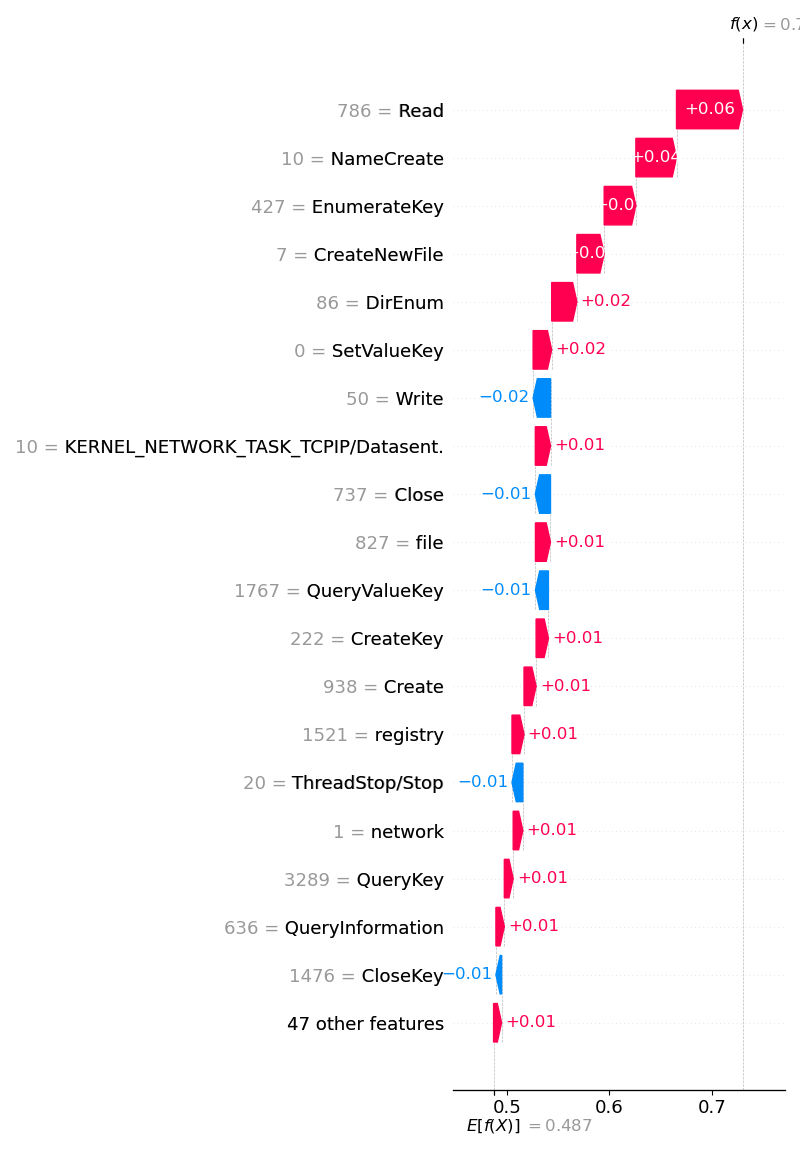 f(x) = 0.7
786 = Read
+0.06
10 = NameCreate
+0.04
427 = EnumerateKey
7 = CreateNewFile
86 = DirEnum
+0.02
0 = SetValueKey
+0.02
50 = Write
−0.02
10 = KERNEL_NETWORK_TASK_TCPIP/Datasent.
+0.01
737 = Close
−0.01
827 = file
+0.01
1767 = QueryValueKey
−0.01
222 = CreateKey
+0.01
938 = Create
+0.01
1521 = registry
+0.01
20 = ThreadStop/Stop
−0.01
1 = network
+0.01
3289 = QueryKey
+0.01
636 = QueryInformation
+0.01
1476 = CloseKey
−0.01
47 other features
+0.01
0.5 0.6 0.7
E[f(X)] = 0.487